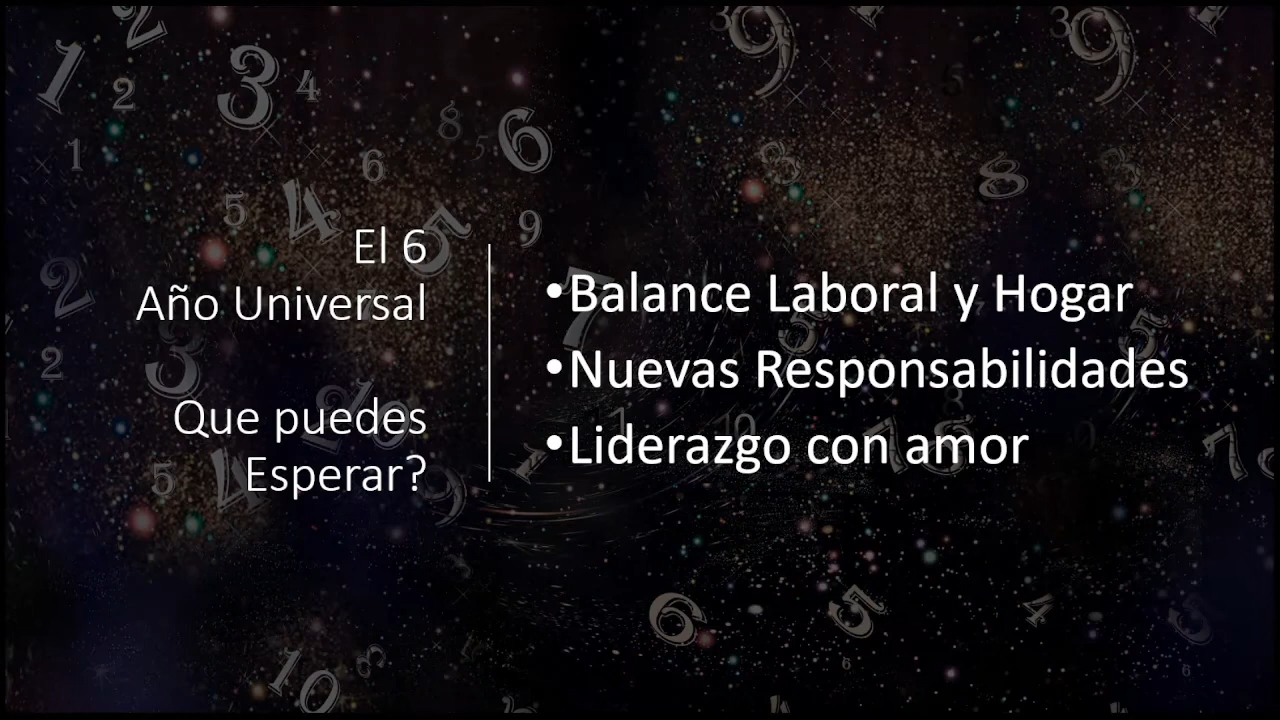 El 6
Año Universal
Que puedes
Esperar?
•Balance Laboral y Hogar
•Nuevas Responsabilidades
•Liderazgo con amor